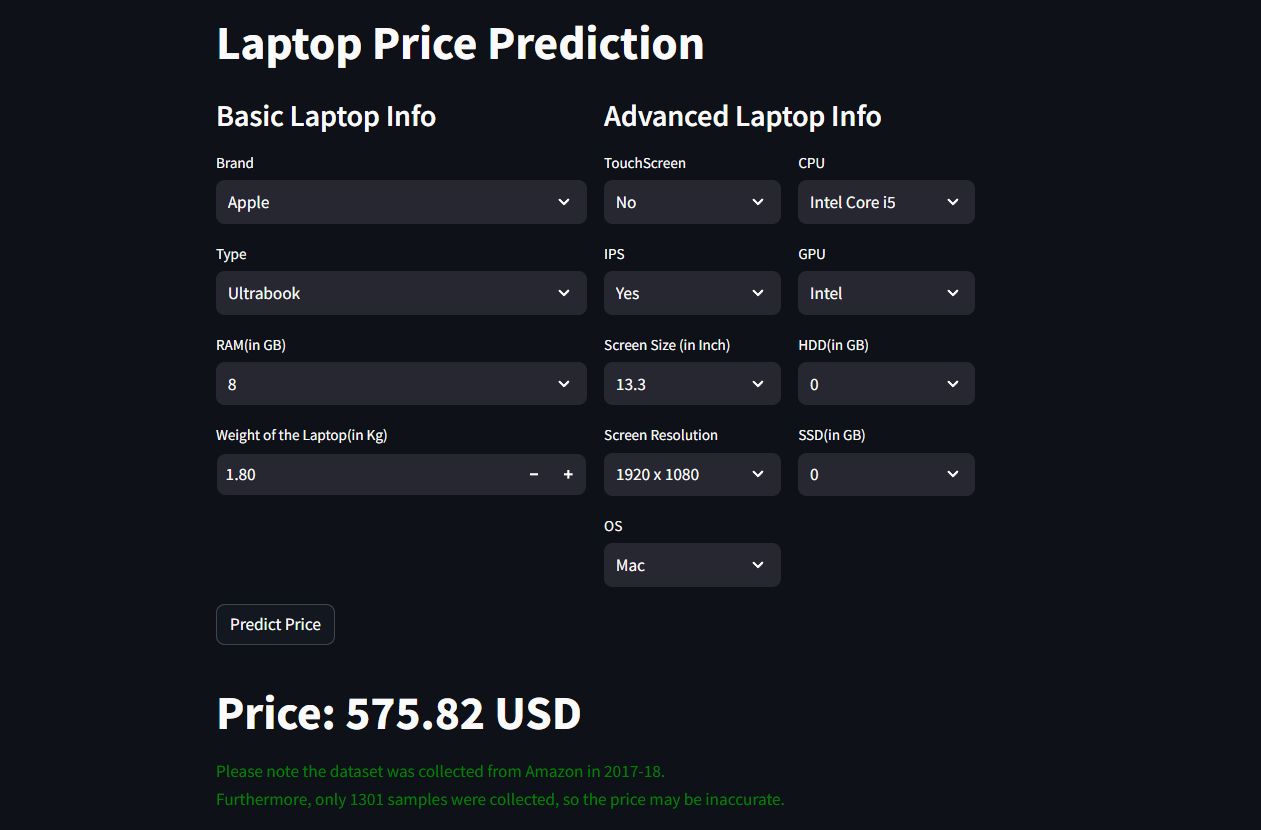 Laptop Price Prediction
Basic Laptop Info
Brand
Apple
Type
Ultrabook
RAM(in GB)
8
Weight of the Laptop(in Kg)
1.80
Advanced Laptop Info
TouchScreen
No
CPU
Intel Core i5
IPS
Yes
GPU
Intel
Screen Size (in Inch)
13.3
HDD(in GB)
0
Screen Resolution
1920 x 1080
SSD(in GB)
0
OS
Mac
Predict Price
Price: 575.82 USD
Please note the dataset was collected from Amazon in 2017-18.
Furthermore, only 1301 samples were collected, so the price may be inaccurate.